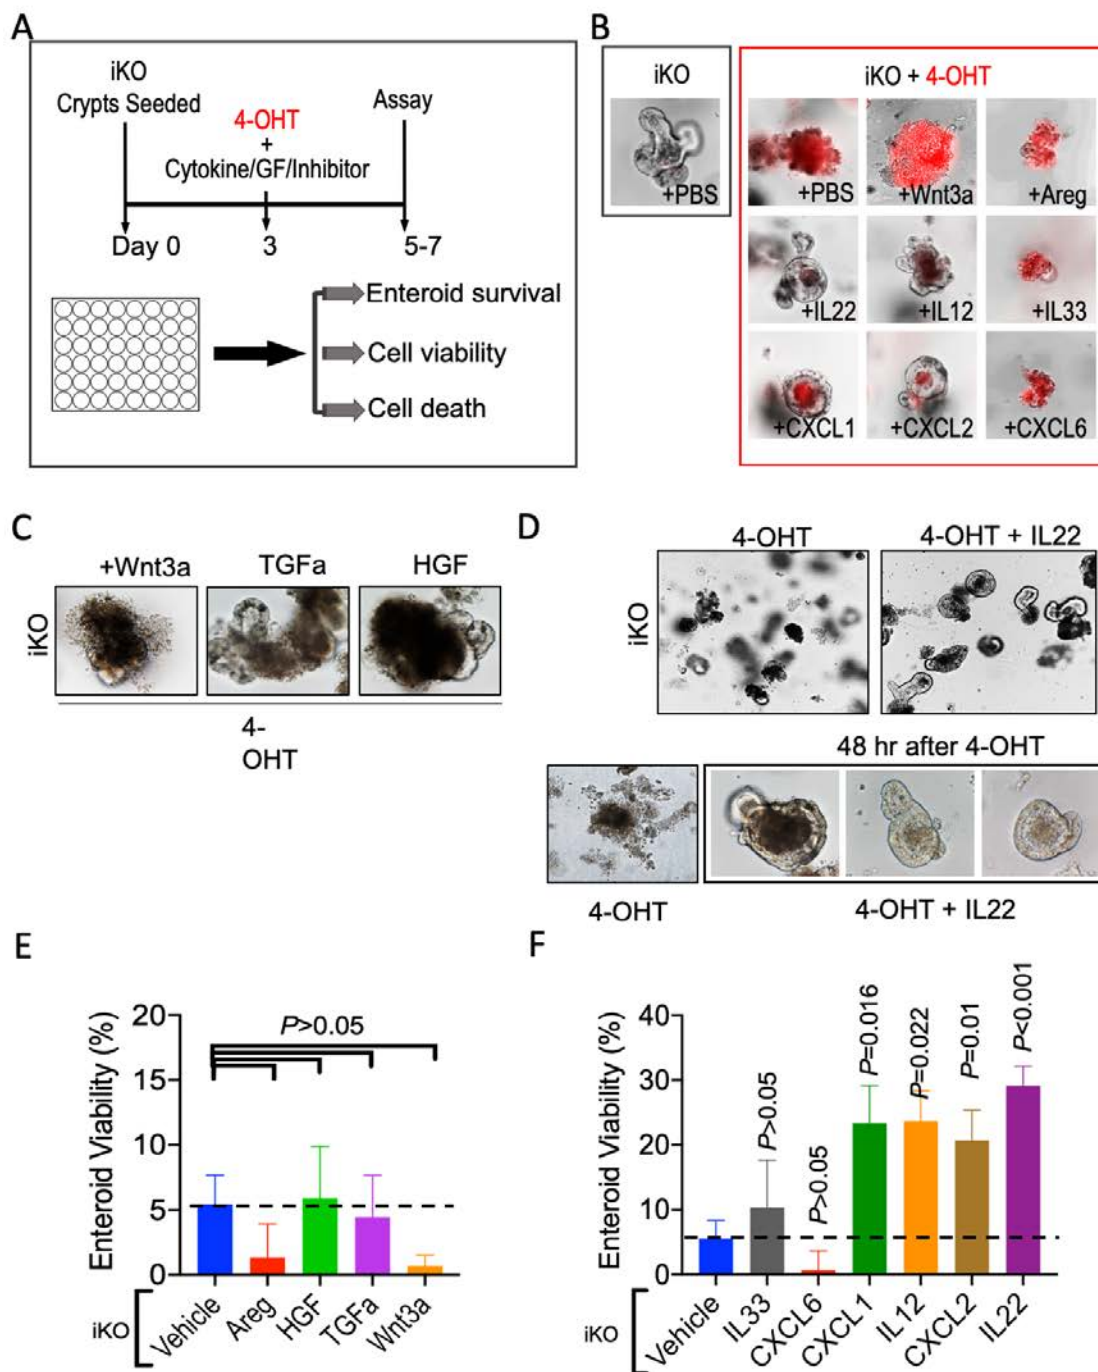 A
iKO
Crypts Seeded
4-OHT
+
Cytokine/GF/Inhibitor
Assay
Day 0
3
5-7
Enteroid survival
Cell viability
Cell death
B
iKO
+PBS
iKO + 4-OHT
+PBS
+Wnt3a
+Areg
+IL22
+IL12
+IL33
+CXCL1
+CXCL2
+CXCL6
C
+Wnt3a
TGFa
HGF
iKO
4-
OHT
D
4-OHT
4-OHT + IL22
iKO
48 hr after 4-OHT
4-OHT
4-OHT + IL22
E
Enteroid Viability (%)
20
15
10
5
0
P>0.05
iKO
Vehicle
Areg
HGF
TGFa
Wnt3a
F
Enteroid Viability (%)
40
30
20
10
0
P>0.05
P>0.05
P=0.016
P=0.022
P=0.01
P<0.001
iKO
Vehicle
IL33
CXCL6
CXCL1
IL12
CXCL2
IL22